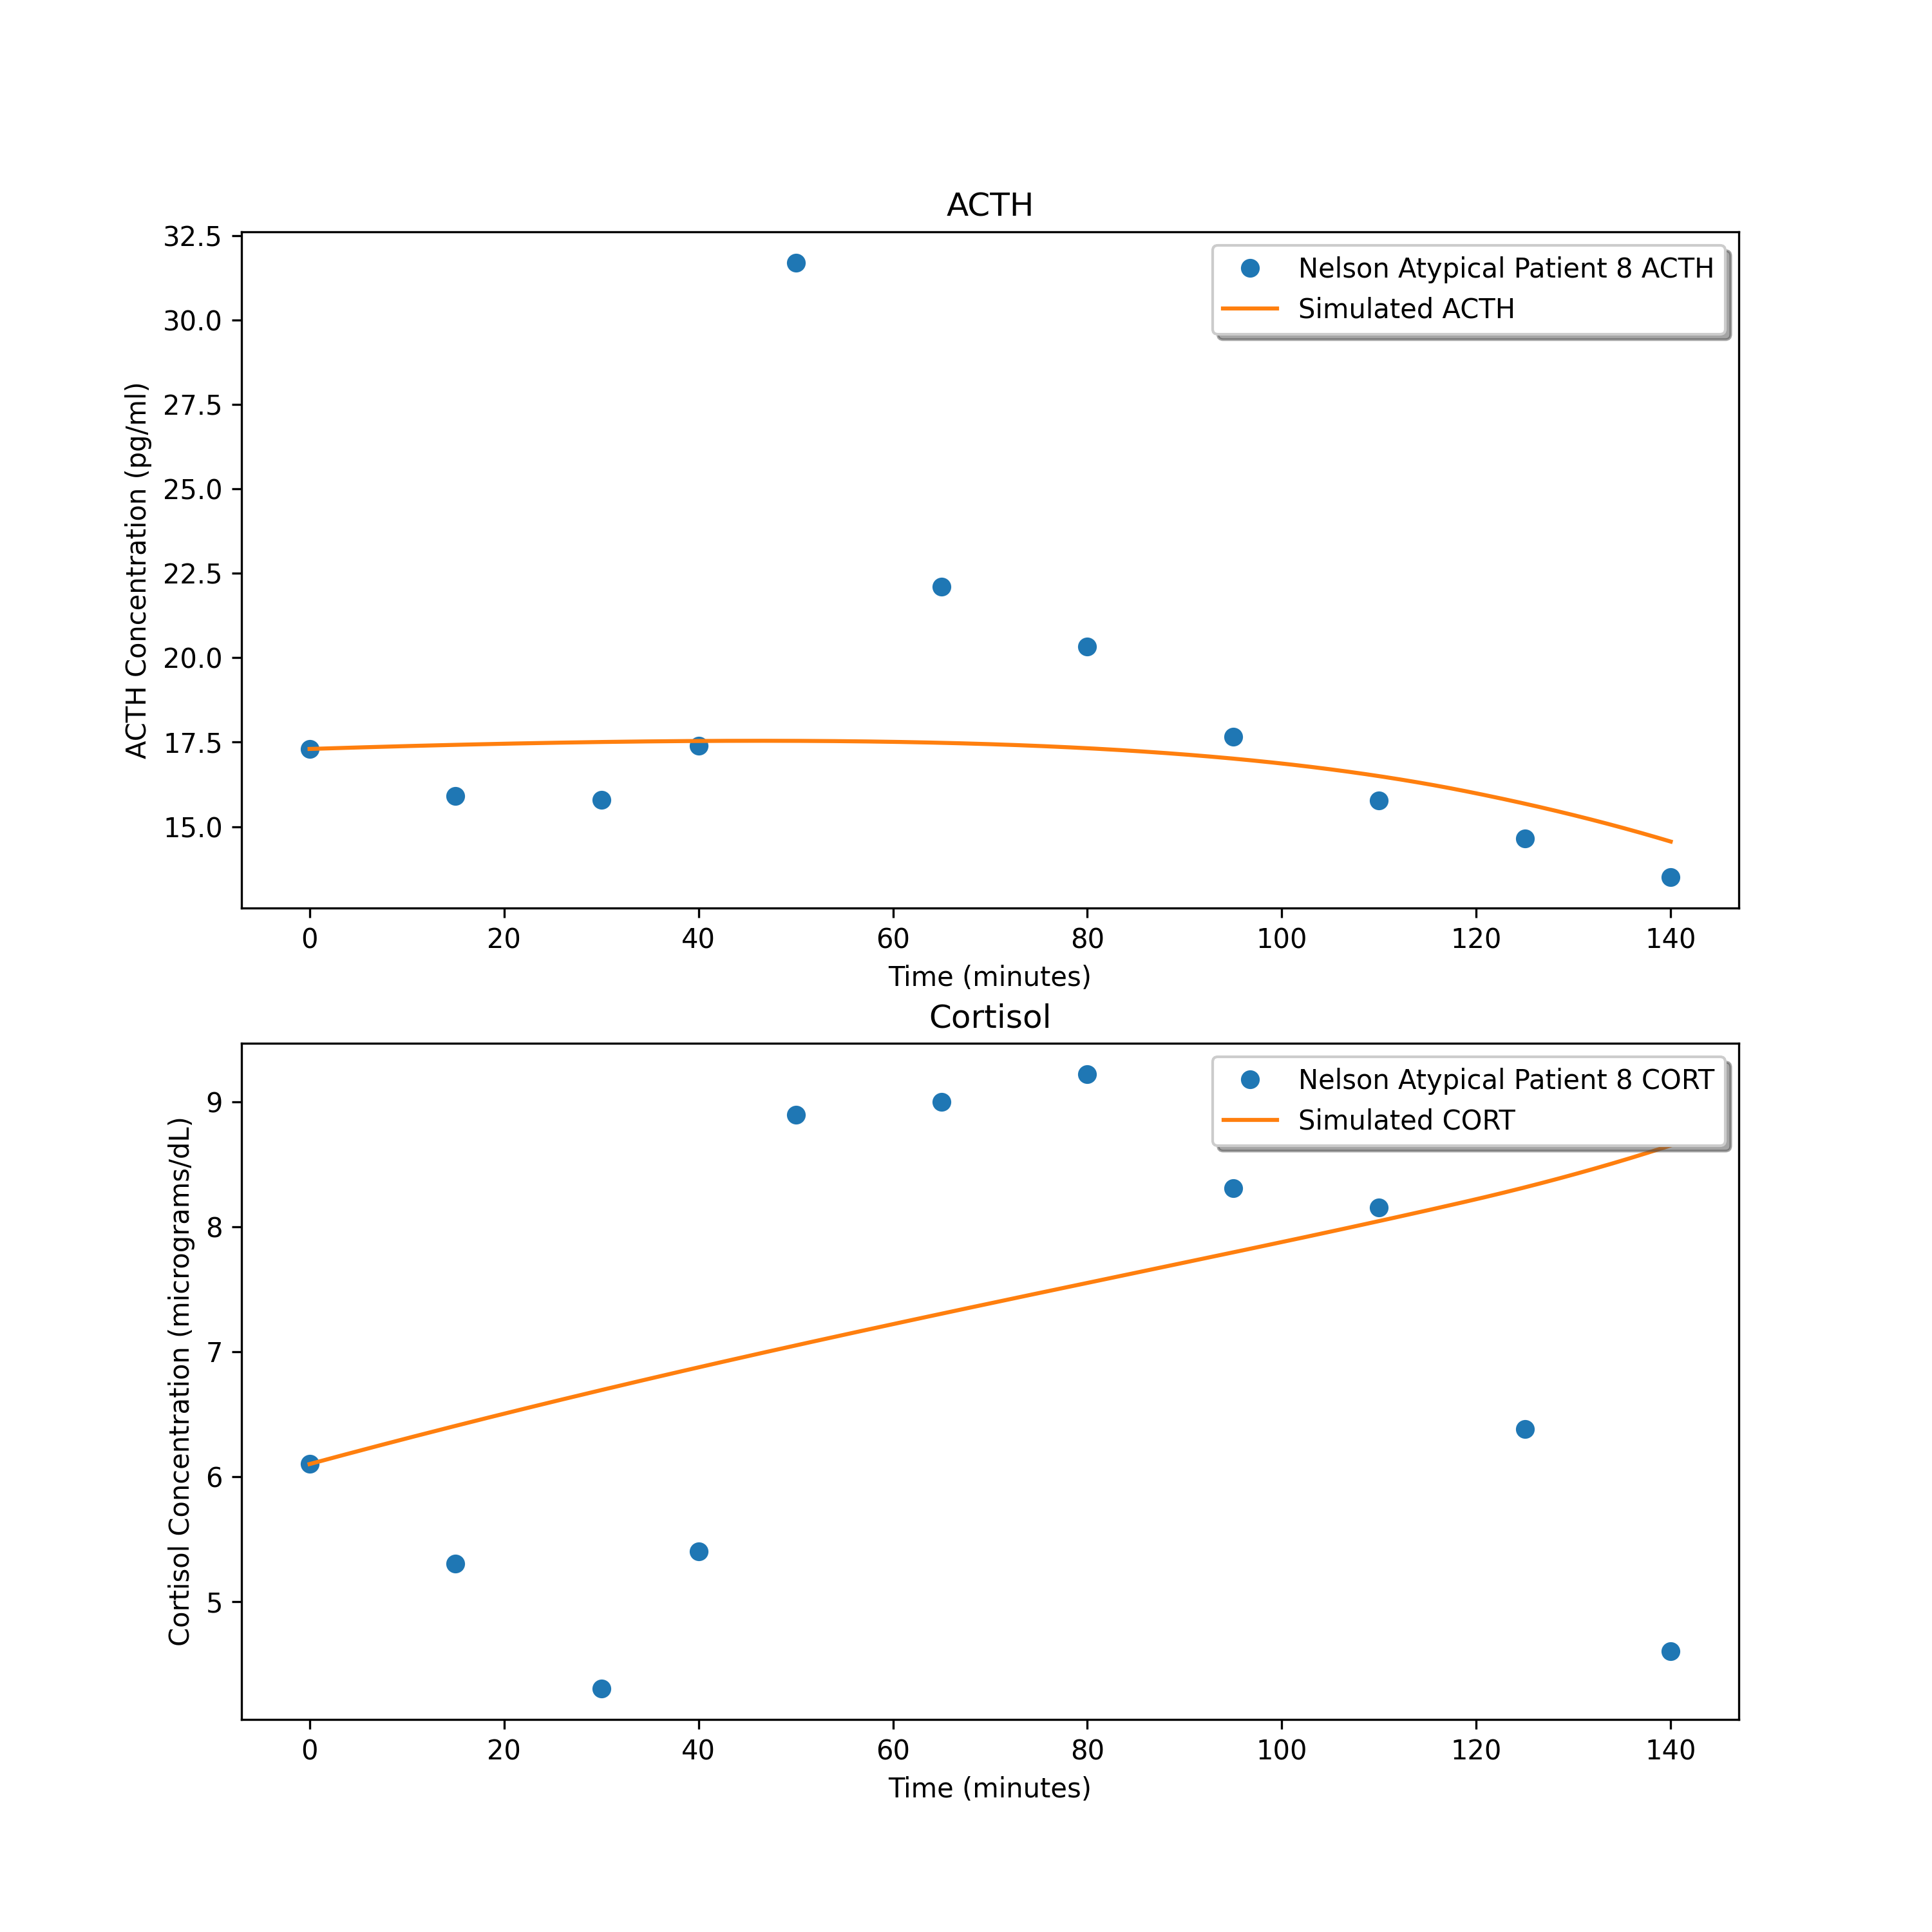 ACTH
32.5
30.0
27.5
25.0
22.5
20.0
17.5
15.0
ACTH Concentration (pg/ml)
Nelson Atypical Patient 8 ACTH
Simulated ACTH
0 20 40 60 80 100 120 140
Time (minutes)
Cortisol
9
8
7
6
5
Cortisol Concentration (micrograms/dL)
Nelson Atypical Patient 8 CORT
Simulated CORT
0 20 40 60 80 100 120 140
Time (minutes)